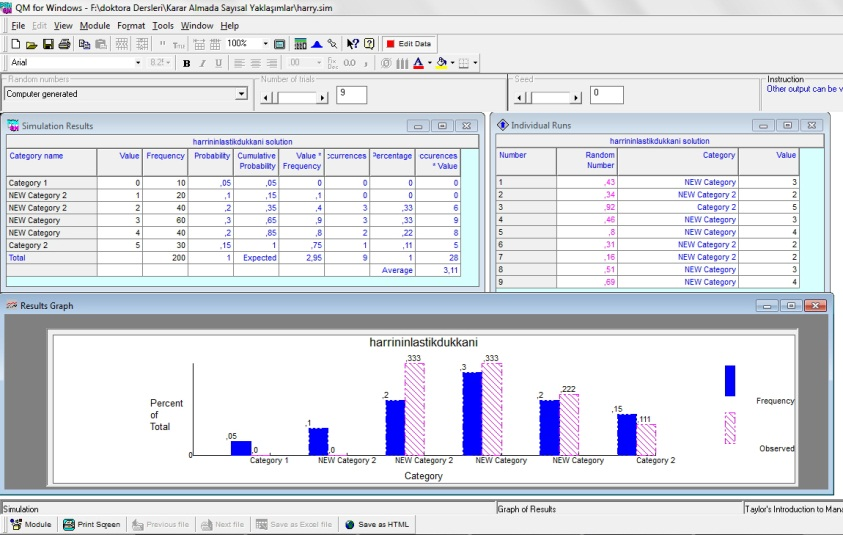 QM for Windows - F:\doktora Dersleri\Karar Almada Sayısal Yaklaşımlar\harry.sim
File Edit View Module Format Tools Window Help
100% Edit Data
Arial 8.2! B I U .00 0.0
Random numbers Number of trials Seed Instruction
Computer generated 9 0 Other output can be v
Simulation Results
harrininlastikdukkani solution
Category name Value Frequency Probability Cumulative Probability Value * Frequency ccurrences Percentage ccurences * Value
Category 1 0 10 ,05 ,05 0 0 0 0
NEW Category 2 1 20 ,1 ,15 ,1 0 0 0
NEW Category 2 2 40 ,2 ,35 ,4 3 ,33 6
NEW Category 3 60 ,3 ,65 ,9 3 ,33 9
NEW Category 4 40 ,2 ,85 ,8 2 ,22 8
Category 2 5 30 ,15 1 ,75 1 ,11 5
Total 200 1 Expected 2,95 9 1 28
Average 3,11
Individual Runs
harrininlastikdukkani solution
Number Random Number Category Value
1 ,43 NEW Category 3
2 ,34 NEW Category 2 2
3 ,92 Category 2 5
4 ,46 NEW Category 3
5 ,8 NEW Category 4
6 ,31 NEW Category 2 2
7 ,16 NEW Category 2 2
8 ,51 NEW Category 3
9 ,69 NEW Category 4
Results Graph
harrininlastikdukkani
,333 ,333
,3
,2 ,2 ,222
,15
,1 ,111
,05 ,0 ,0
Percent
of
Total
0
Category 1 NEW Category 2 NEW Category 2 NEW Category NEW Category Category 2
Category
Frequency
Observed
Simulation Graph of Results Taylor's Introduction to Mana
Module Print Screen Previous file Next file Save as Excel file Save as HTML